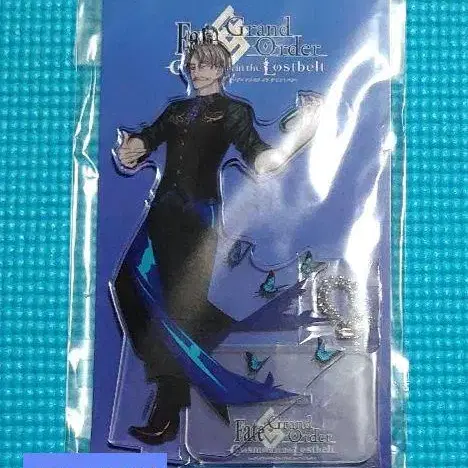 Fate Grand
Order
Cosmos in the Lostbelt
Fate Grand
Order
Cosmos in the Lostbelt